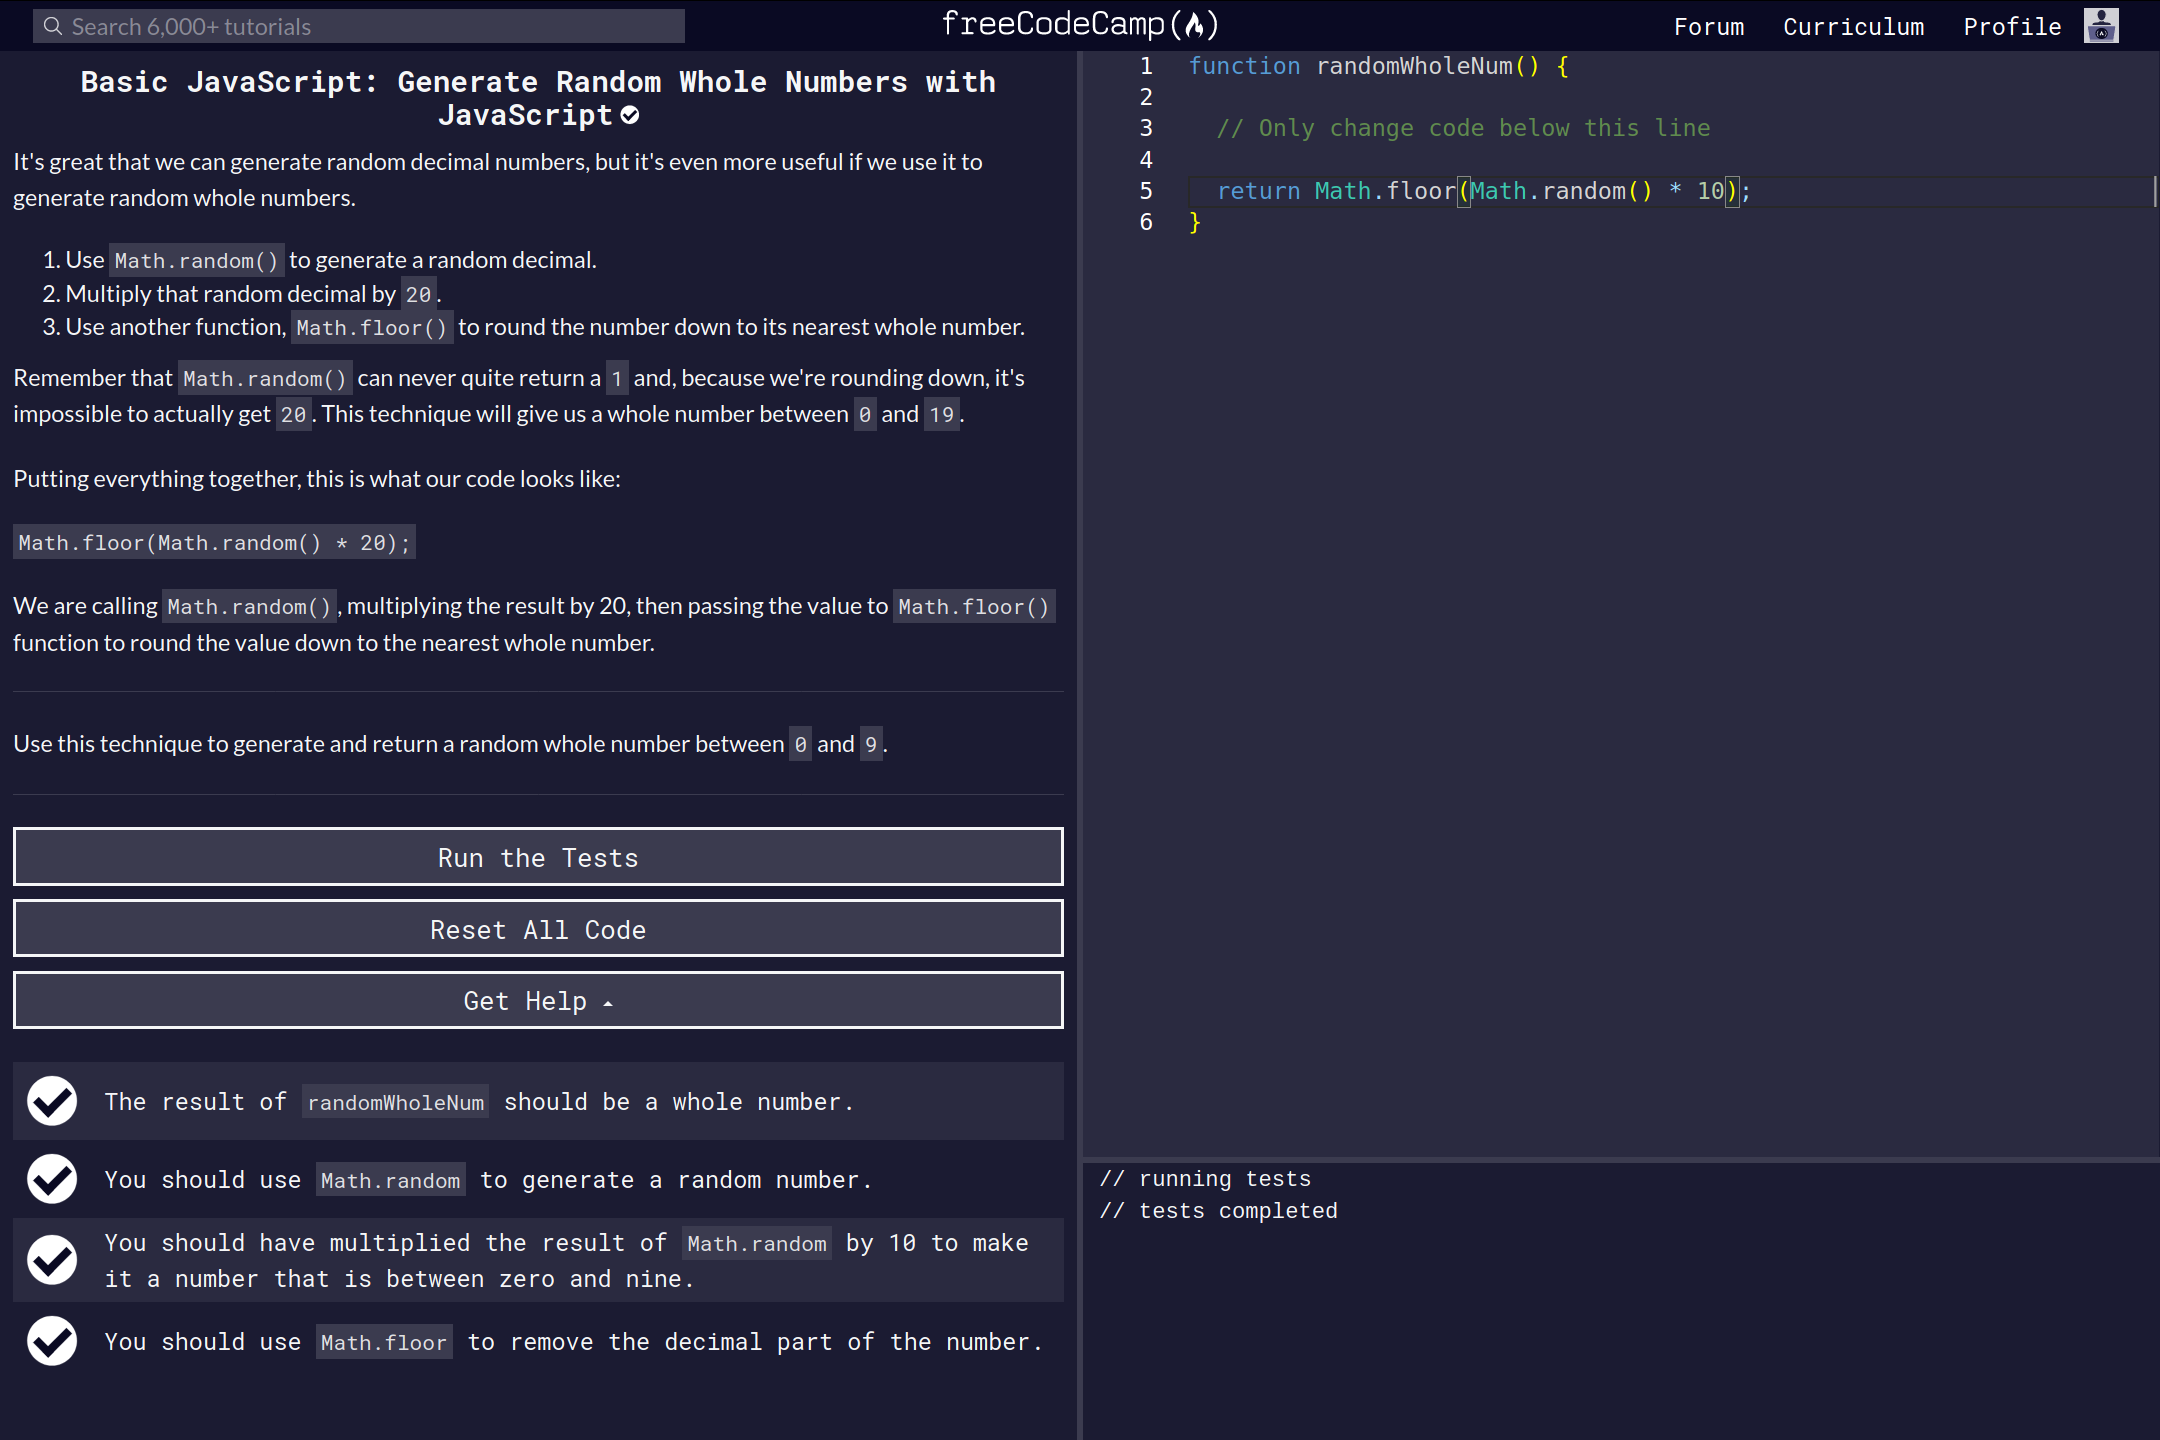 Search 6,000+ tutorials
freeCodeCamp
Forum
Curriculum
Profile
Basic JavaScript: Generate Random Whole Numbers with
JavaScript
It's great that we can generate random decimal numbers, but it's even more useful if we use it to
generate random whole numbers.
1. Use Math.random() to generate a random decimal.
2. Multiply that random decimal by 20.
3. Use another function, Math.floor() to round the number down to its nearest whole number.
Remember that Math.random() can never quite return a 1 and, because we're rounding down, it's
impossible to actually get 20. This technique will give us a whole number between 0 and 19.
Putting everything together, this is what our code looks like:
Math.floor(Math.random() * 20);
We are calling Math.random(), multiplying the result by 20, then passing the value to Math.floor()
function to round the value down to the nearest whole number.
Use this technique to generate and return a random whole number between 0 and 9.
Run the Tests
Reset All Code
Get Help
The result of randomWholeNum should be a whole number.
You should use Math.random to generate a random number.
You should have multiplied the result of Math.random by 10 to make
it a number that is between zero and nine.
You should use Math.floor to remove the decimal part of the number.
1 function randomWholeNum() {
2
3 // Only change code below this line
4
5 return Math.floor(Math.random() * 10);
6 }
// running tests
// tests completed